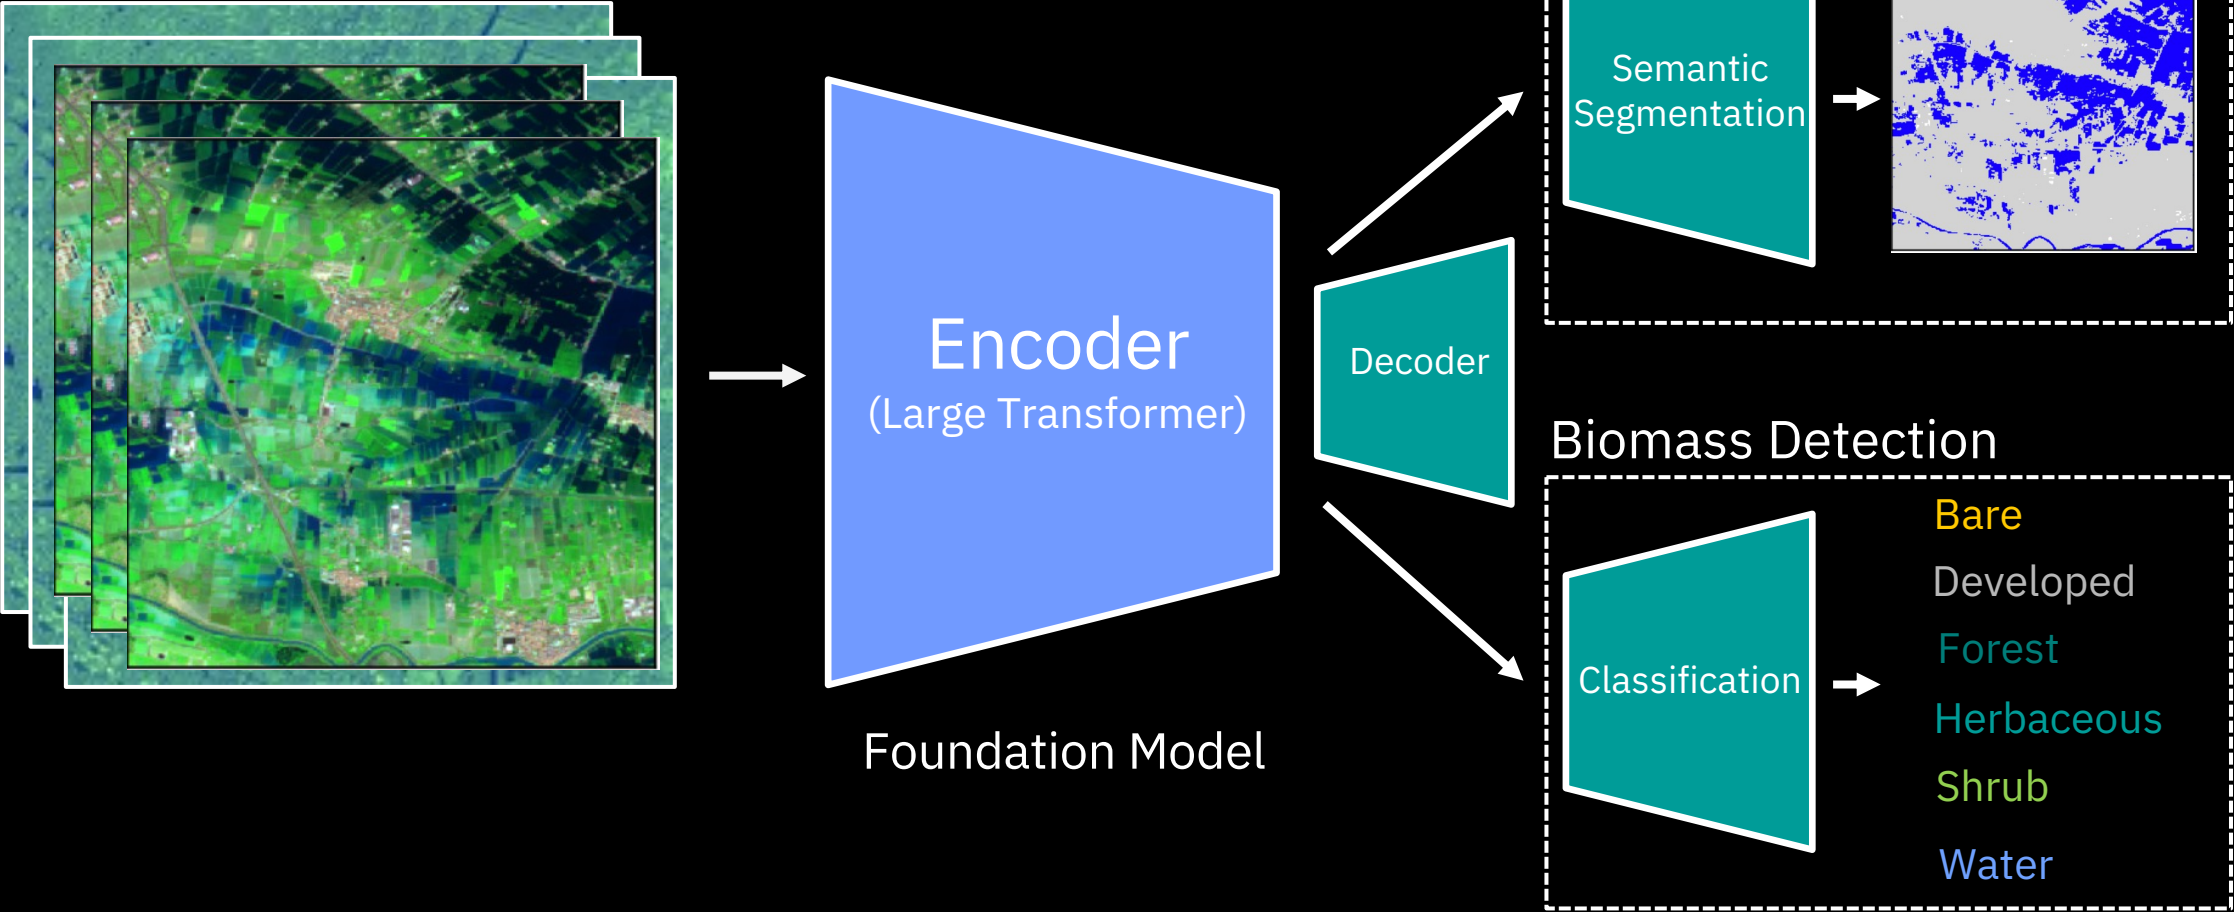 Semantic
Segmentation
Encoder
(Large Transformer)
Decoder
Foundation Model
Biomass Detection
Classification
Bare
Developed
Forest
Herbaceous
Shrub
Water